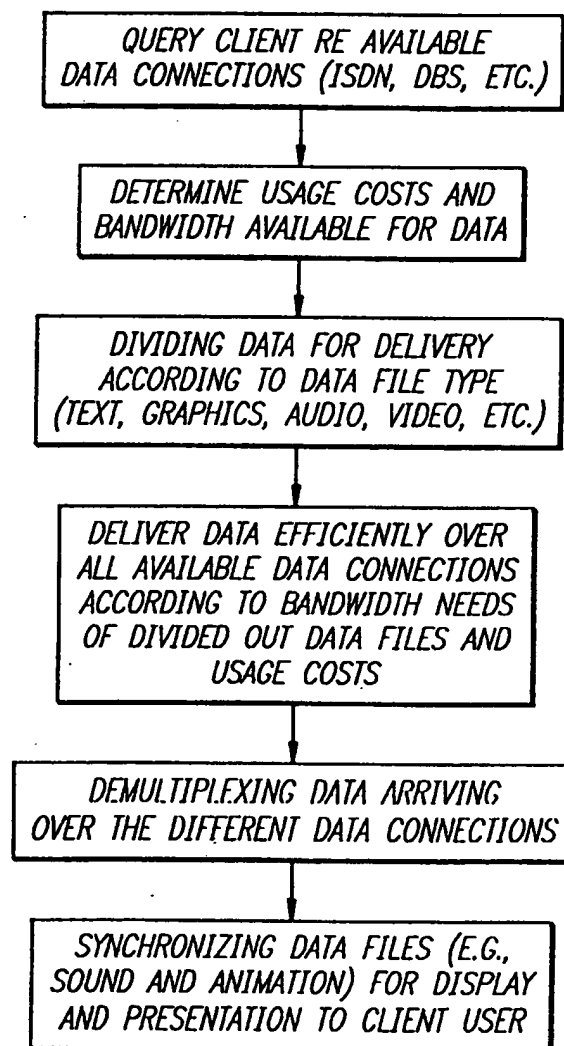 QUERY CLIENT RE AVAILABLE
DATA CONNECTIONS (ISDN, DBS, ETC.)
DETERMINE USAGE COSTS AND
BANDWIDTH AVAILABLE FOR DATA
DIVIDING DATA FOR DELIVERY
ACCORDING TO DATA FILE TYPE
(TEXT, GRAPHICS, AUDIO, VIDEO, ETC.)
DELIVER DATA EFFICIENTLY OVER
ALL AVAILABLE DATA CONNECTIONS
ACCORDING TO BANDWIDTH NEEDS
OF DIVIDED OUT DATA FILES AND
USAGE COSTS
DEMULTIPLEXING DATA ARRIVING
OVER THE DIFFERENT DATA CONNECTIONS
SYNCHRONIZING DATA FILES (E.G.,
SOUND AND ANIMATION) FOR DISPLAY
AND PRESENTATION TO CLIENT USER